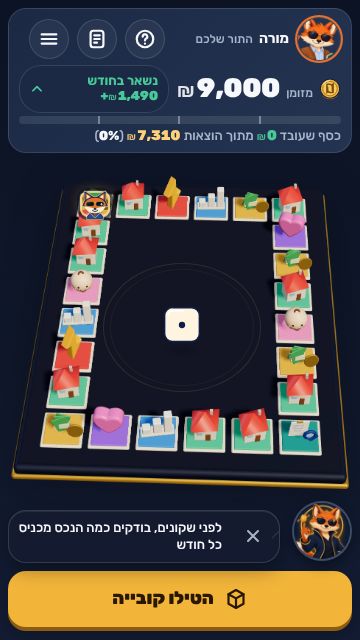 מורה התור שלכם
מזומן 9,000 ₪
נשאר בחודש
+₪1,490
כסף שעובד ₪0 מתוך הוצאות ₪7,310 (0%)
לפני שקונים, בודקים כמה הנכס מכניס
כל חודש
הטילו קובייה